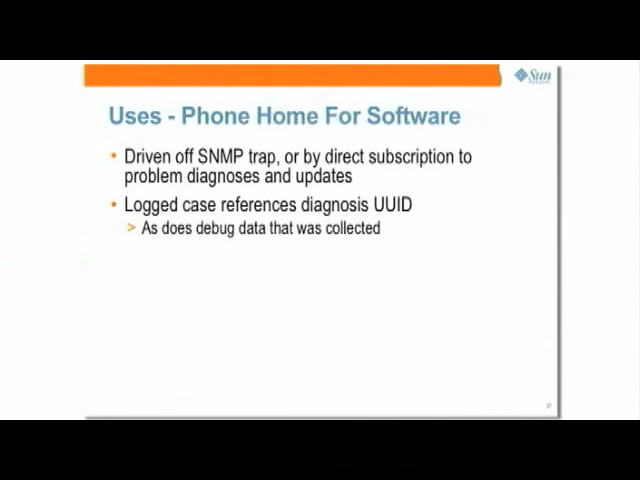 Sun
Uses - Phone Home For Software
• Driven off SNMP trap, or by direct subscription to
problem diagnoses and updates
• Logged case references diagnosis UUID
> As does debug data that was collected